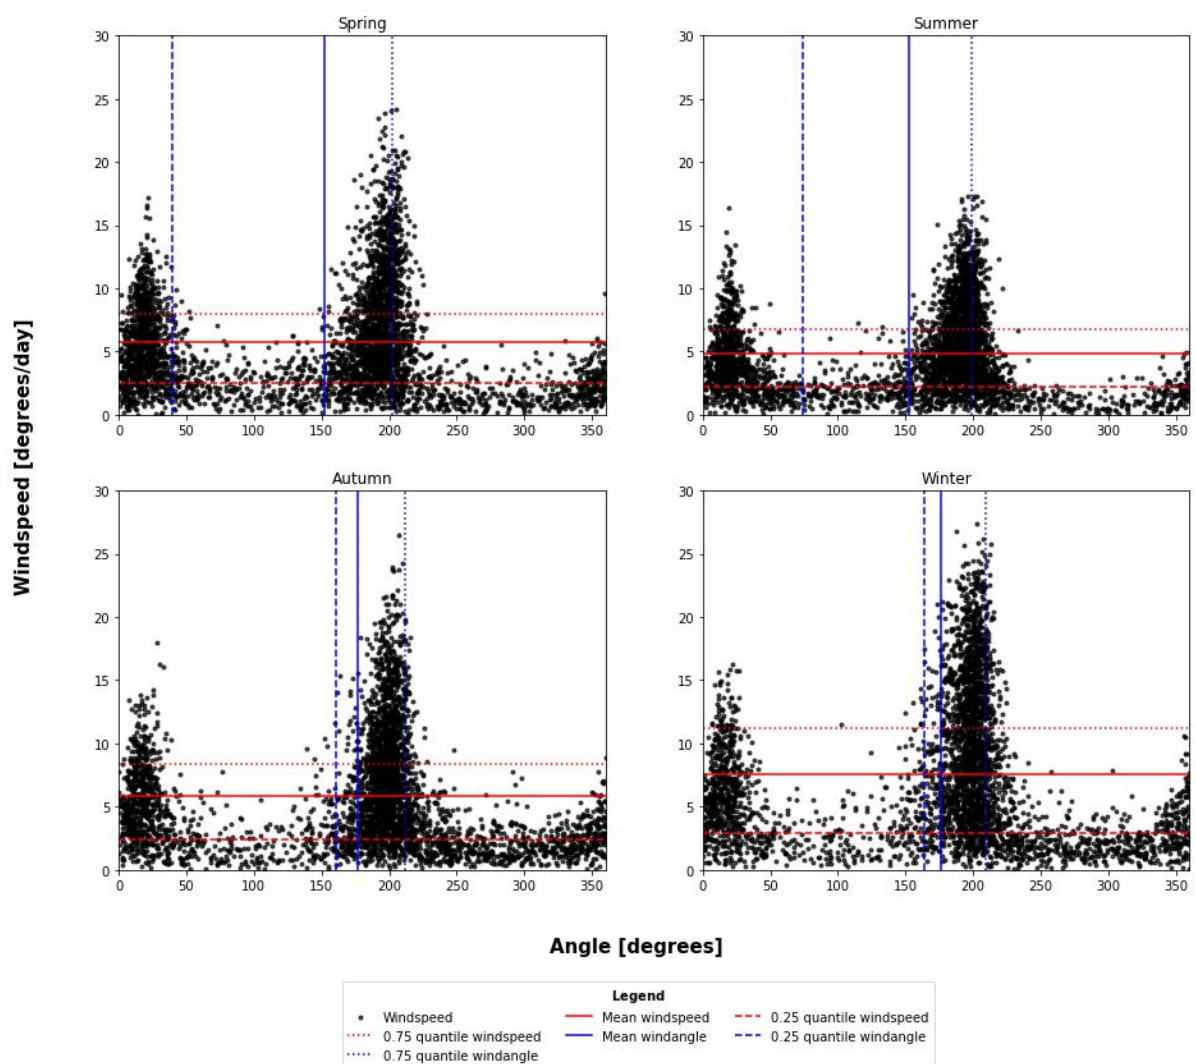 Spring
30
25
20
15
10
5
0
0 50 100 150 200 250 300 350
Summer
30
25
20
15
10
5
0
0 50 100 150 200 250 300 350
Windspeed [degrees/day]
Autumn
30
25
20
15
10
5
0
0 50 100 150 200 250 300 350
Winter
30
25
20
15
10
5
0
0 50 100 150 200 250 300 350
Angle [degrees]
Legend
Windspeed
0.75 quantile windspeed
0.75 quantile windangle
Mean windspeed
Mean windangle
0.25 quantile windspeed
0.25 quantile windangle